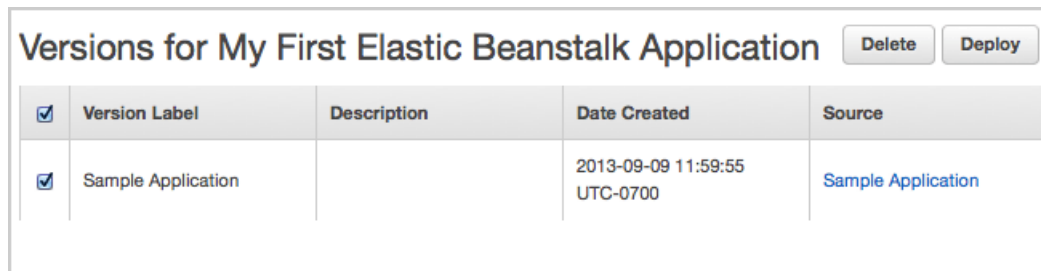 Versions for My First Elastic Beanstalk Application Delete Deploy
Version Label Description Date Created Source
Sample Application 2013-09-09 11:59:55 UTC-0700 Sample Application